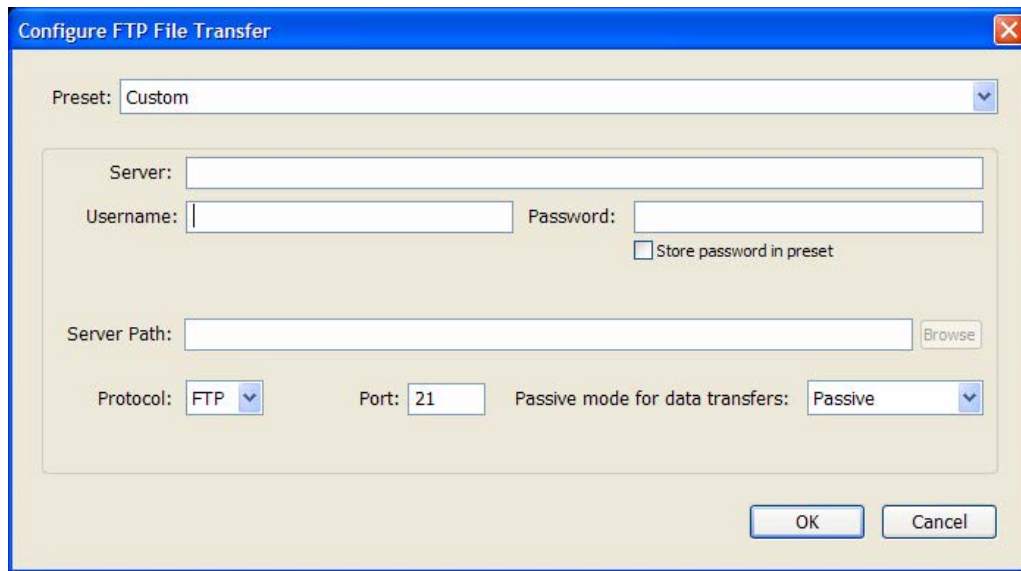 Configure FTP File Transfer
Preset: Custom
Server:
Username: Password:
Store password in preset
Server Path: Browse
Protocol: FTP Port: 21 Passive mode for data transfers: Passive
OK Cancel